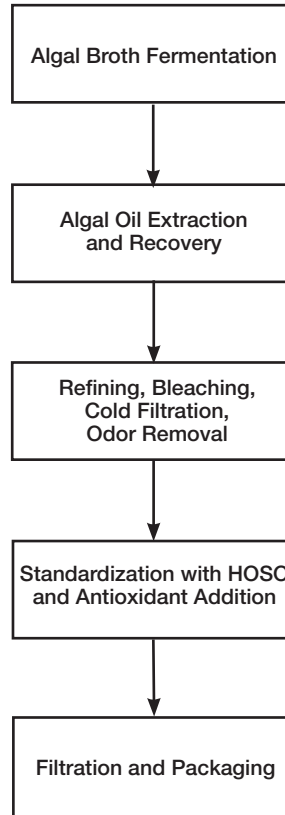 Algal Broth Fermentation
Algal Oil Extraction
and Recovery
Refining, Bleaching,
Cold Filtration,
Odor Removal
Standardization with HOSO
and Antioxidant Addition
Filtration and Packaging